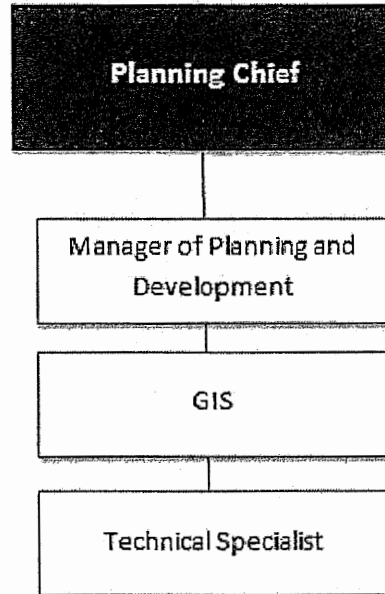 Planning Chief
Manager of Planning and
Development
GIS
Technical Specialist